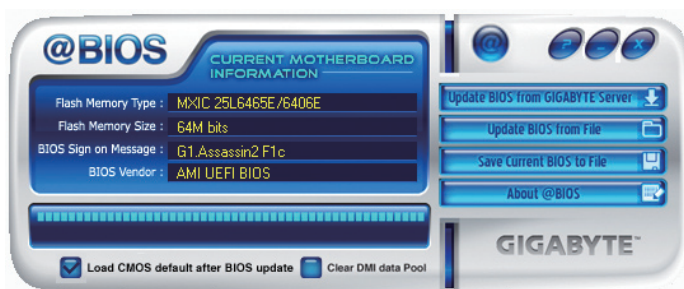 @BIOS
CURRENT MOTHERBOARD
INFORMATION
Flash Memory Type : MXIC 25L6465E/6406E
Flash Memory Size : 64M bits
BIOS Sign on Message : G1.Assassin2 F1c
BIOS Vendor : AMI UEFI BIOS
Load CMOS default after BIOS update
Clear DMI data Pool
@
? – X
Update BIOS from GIGABYTE Server
Update BIOS from File
Save Current BIOS to File
About @BIOS
GIGABYTE™